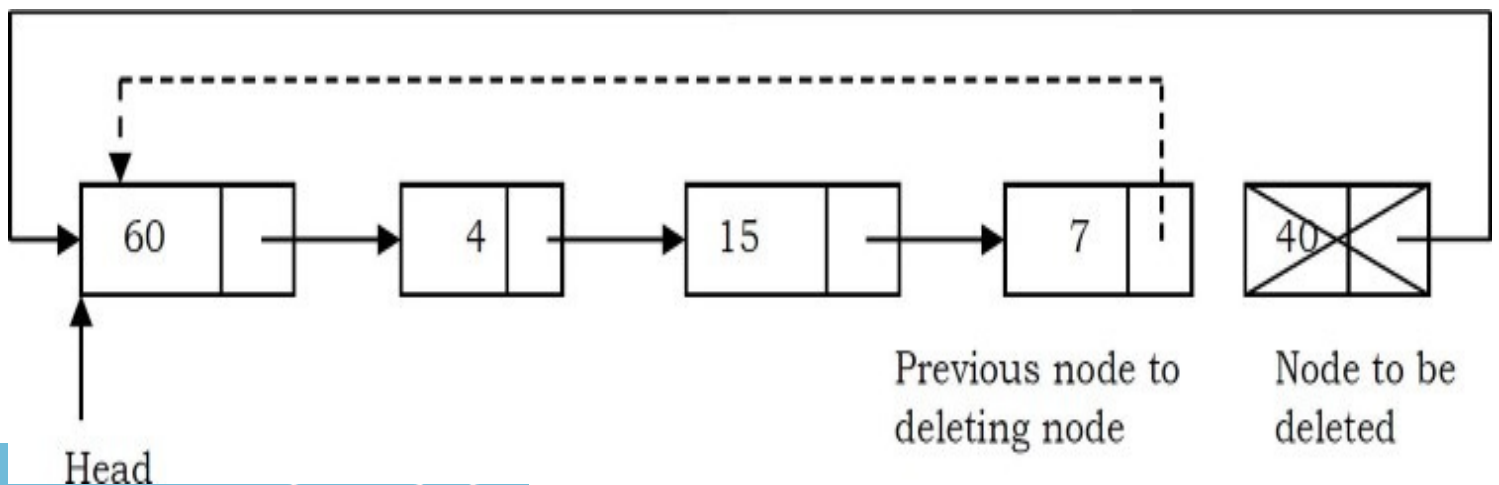 60
4
15
7
40
Previous node to
deleting node
Node to be
deleted
Head